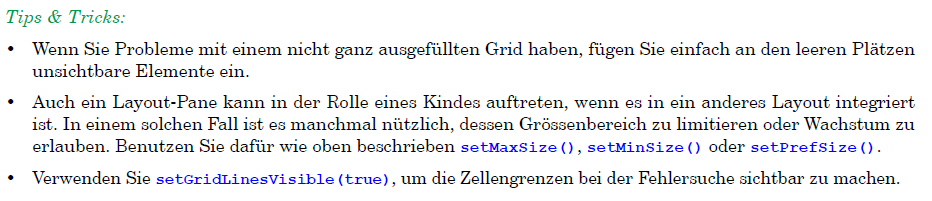 Tips & Tricks:
• Wenn Sie Probleme mit einem nicht ganz ausgefüllten Grid haben, fügen Sie einfach an den leeren Plätzen
unsichtbare Elemente ein.
• Auch ein Layout-Pane kann in der Rolle eines Kindes auftreten, wenn es in ein anderes Layout integriert
ist. In einem solchen Fall ist es manchmal nützlich, dessen Grössenbereich zu limitieren oder Wachstum zu
erlauben. Benutzen Sie dafür wie oben beschrieben setMaxSize(), setMinSize() oder setPrefSize().
• Verwenden Sie setGridLinesVisible(true), um die Zellengrenzen bei der Fehlersuche sichtbar zu machen.